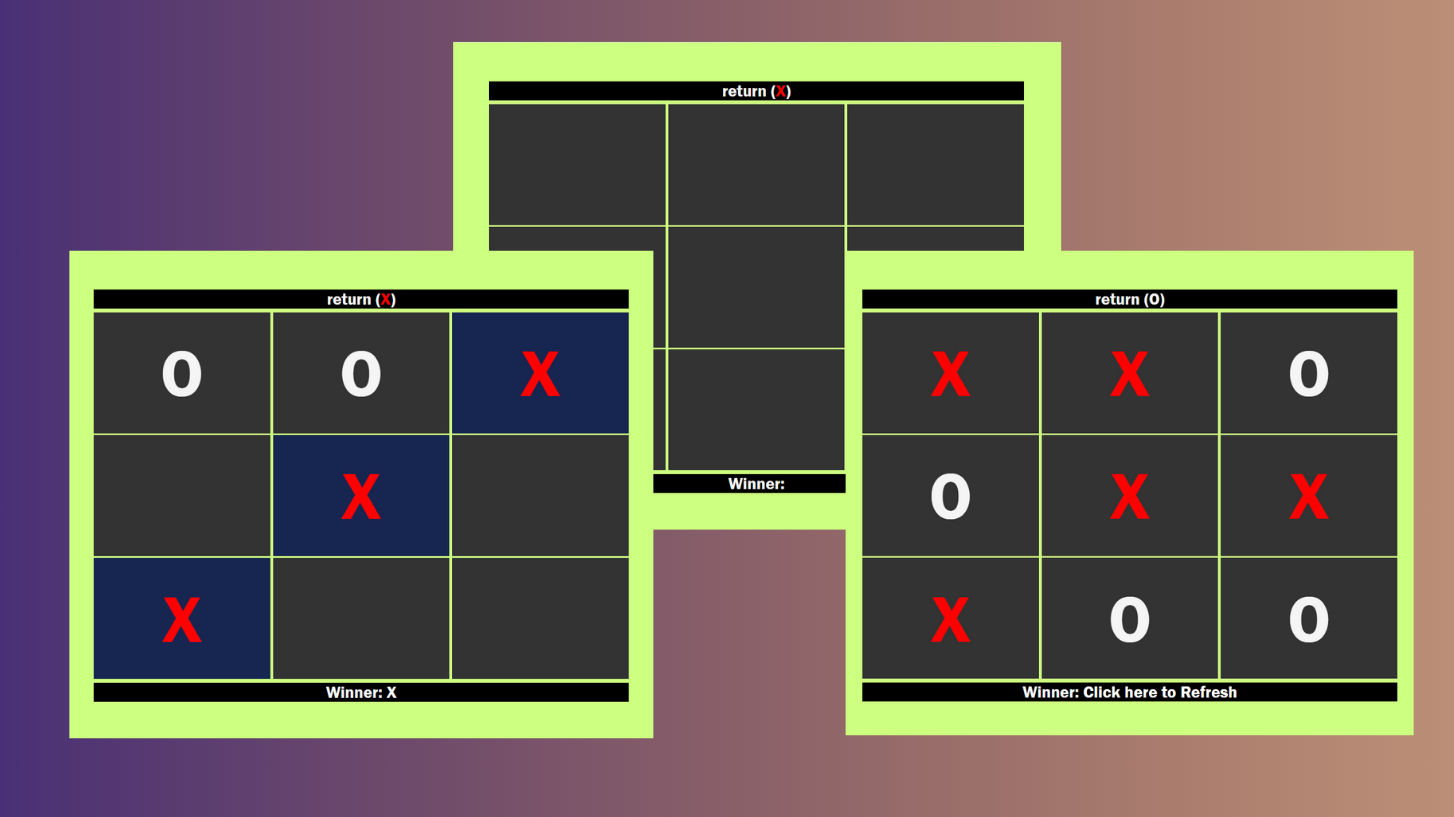 return (X)
Winner:
return (X)
O O X
X
X
Winner: X
return (O)
X X O
O X X
X O O
Winner: Click here to Refresh